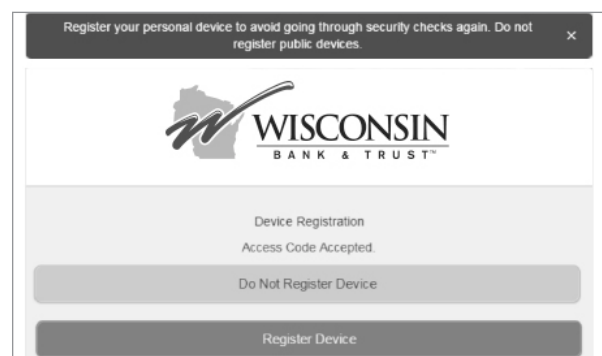 Register your personal device to avoid going through security checks again. Do not
register public devices.
×
WISCONSIN
BANK & TRUST™
Device Registration
Access Code Accepted.
Do Not Register Device
Register Device